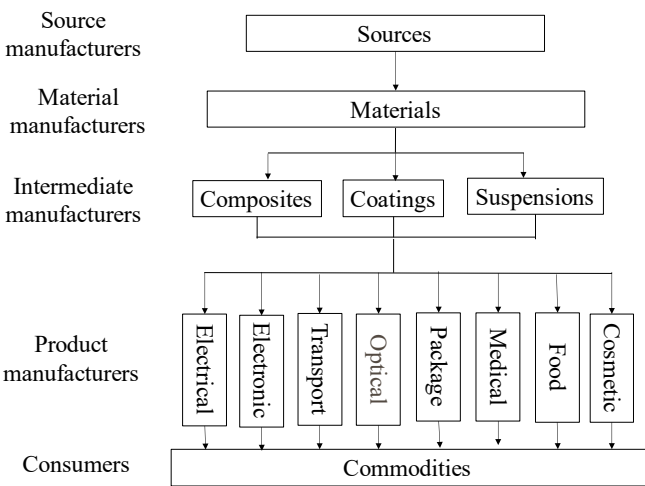 Source
manufacturers
Sources
Material
manufacturers
Materials
Intermediate
manufacturers
Composites
Coatings
Suspensions
Product
manufacturers
Electrical
Electronic
Transport
Optical
Package
Medical
Food
Cosmetic
Consumers
Commodities